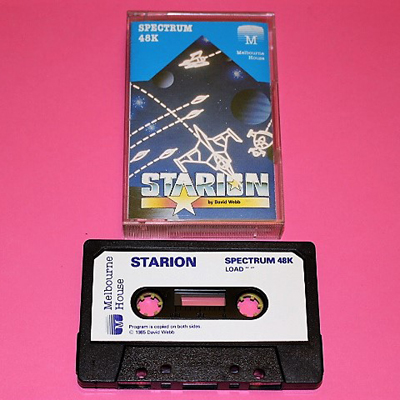 SPECTRUM
48K
M
Melbourne
House
STARION
by David Webb
Melbourne
House
M
STARION
SPECTRUM 48K
LOAD " "
Program is copied on both sides
© 1985 David Webb